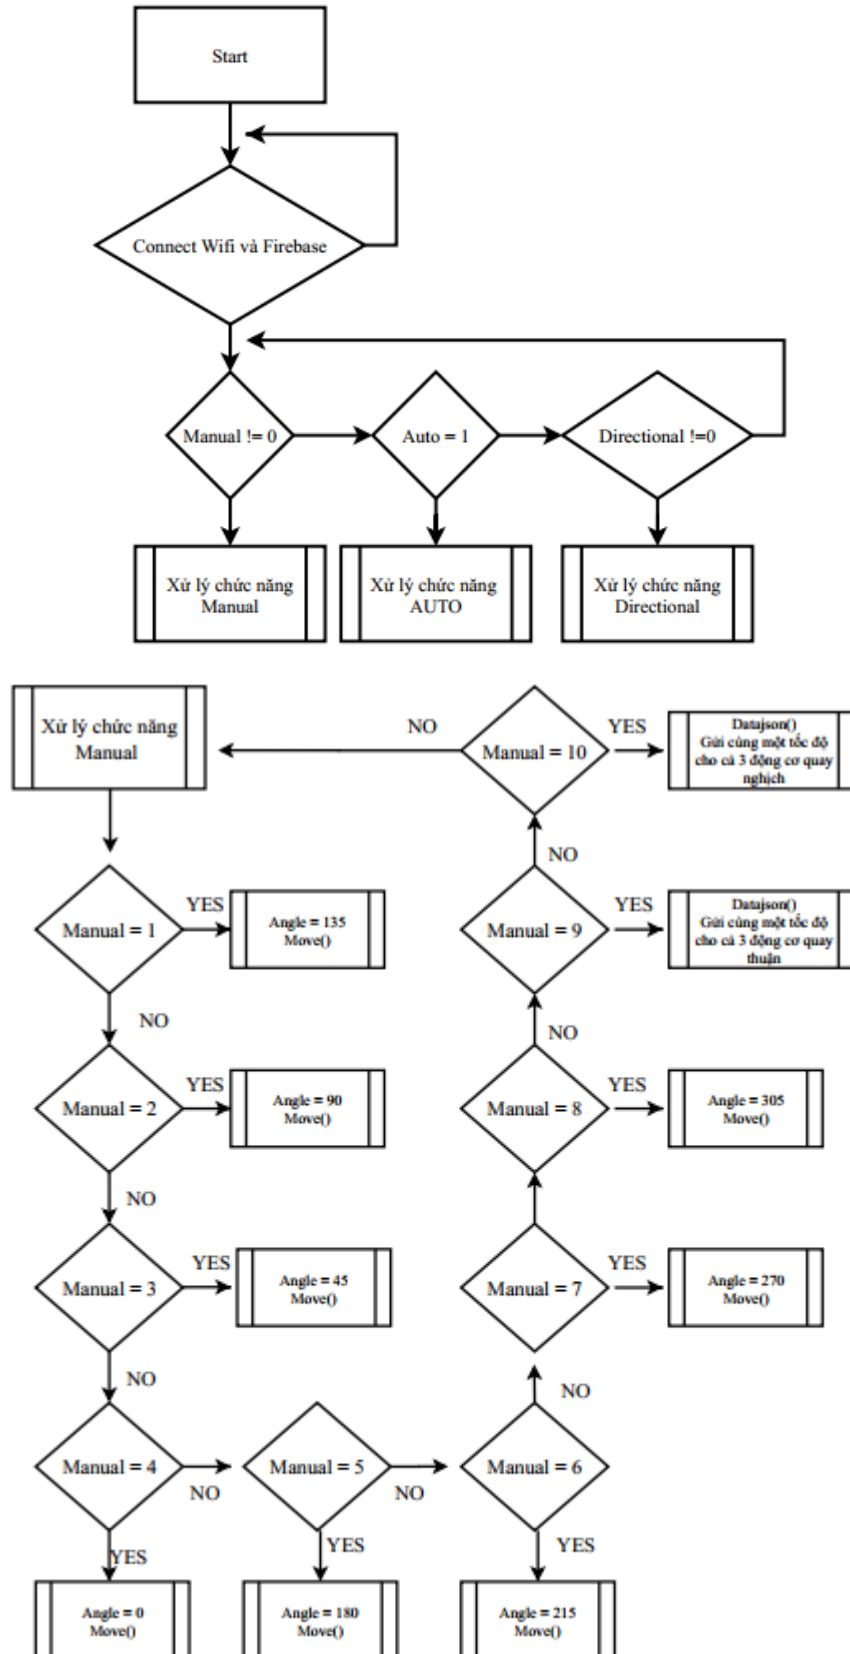 Start
Connect Wifi và Firebase
Manual != 0
Auto = 1
Directional !=0
Xử lý chức năng
Manual
Xử lý chức năng
AUTO
Xử lý chức năng
Directional
Xử lý chức năng
Manual
NO
Manual = 10
YES
Datajson()
Gửi cùng một tốc độ
cho cả 3 động cơ quay
nghịch
NO
Manual = 1
YES
Angle = 135
Move()
Manual = 9
YES
Datajson()
Gửi cùng một tốc độ
cho cả 3 động cơ quay
thuận
NO
NO
Manual = 2
YES
Angle = 90
Move()
Manual = 8
YES
Angle = 305
Move()
NO
Manual = 3
YES
Angle = 45
Move()
Manual = 7
YES
Angle = 270
Move()
NO
NO
Manual = 4
NO
Manual = 5
NO
Manual = 6
YES
YES
YES
Angle = 0
Move()
Angle = 180
Move()
Angle = 215
Move()